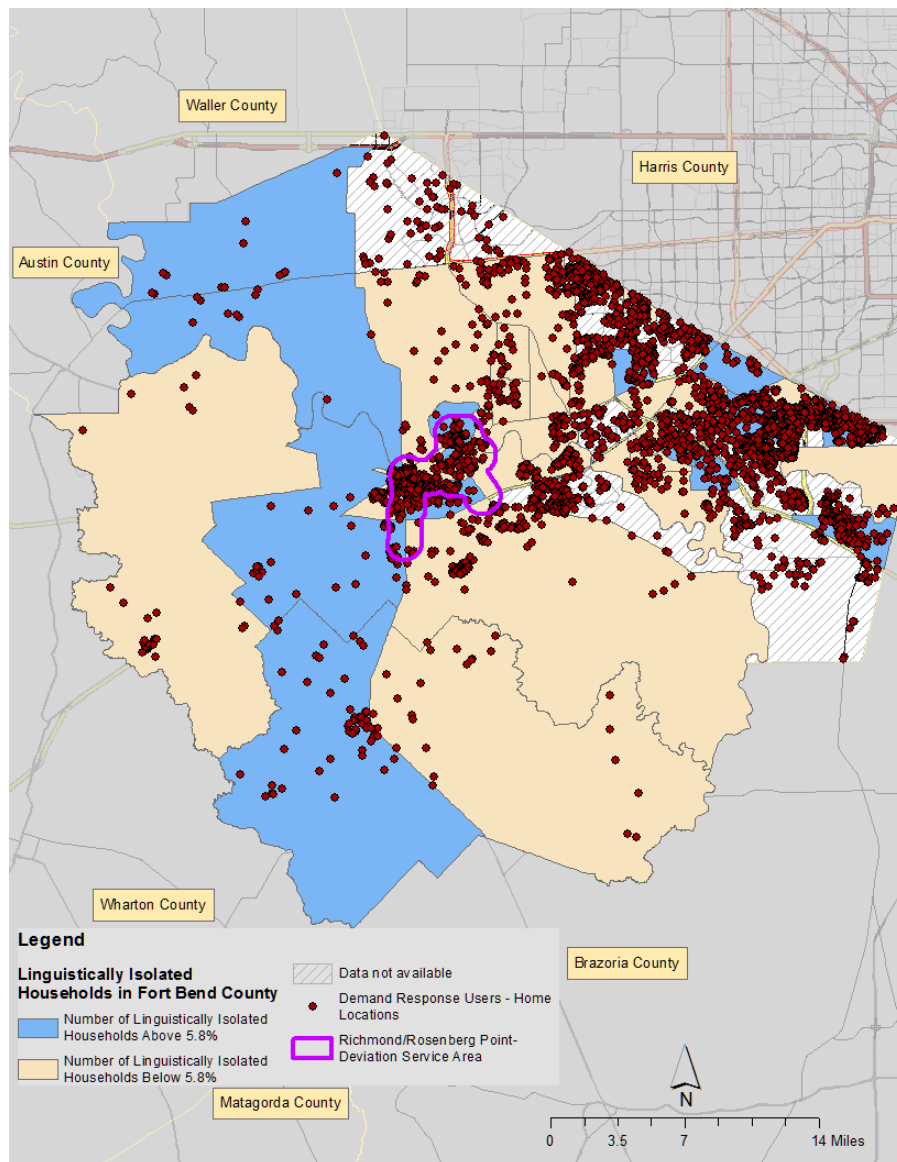 Waller County
Harris County
Austin County
Wharton County
Brazoria County
Legend
Linguistically Isolated
Households in Fort Bend County
Number of Linguistically Isolated
Households Above 5.8%
Number of Linguistically Isolated
Households Below 5.8%
Data not available
Demand Response Users - Home
Locations
Richmond/Rosenberg Point-
Deviation Service Area
Matagorda County
N
0 3.5 7 14 Miles